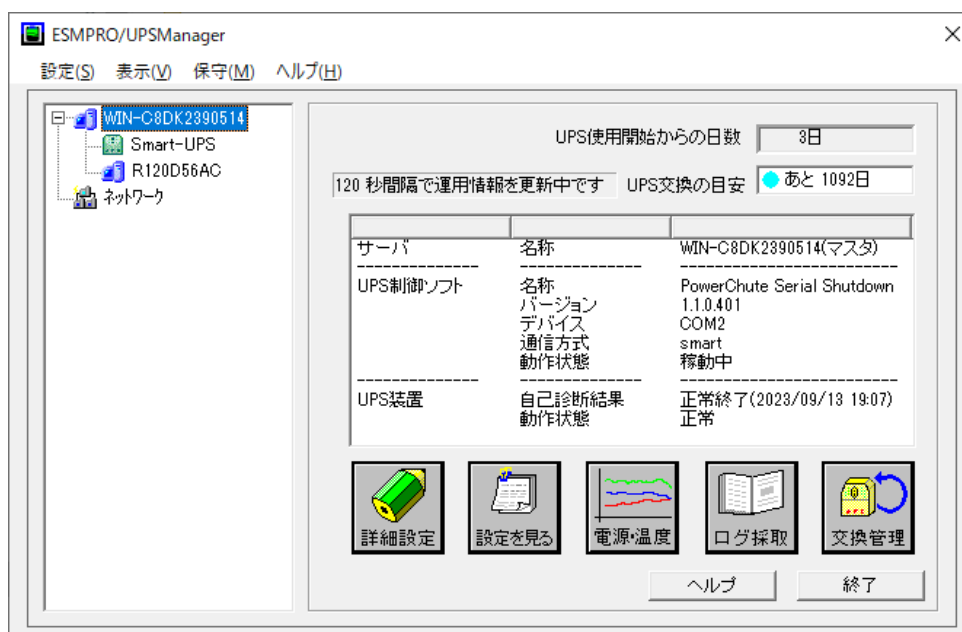 ESMPRO/UPSManager
設定(S) 表示(V) 保守(M) ヘルプ(H)
WIN-C8DK2390514
Smart-UPS
R120D56AC
ネットワーク
UPS使用開始からの日数 3日
120 秒間隔で運用情報を更新中です UPS交換の目安 あと 1092日
サーバ 名称 WIN-C8DK2390514(マスタ)
-------------- -------------- --------------------------
UPS制御ソフト 名称 PowerChute Serial Shutdown
バージョン 1.1.0.401
デバイス COM2
通信方式 smart
動作状態 稼動中
-------------- -------------- --------------------------
UPS装置 自己診断結果 正常終了(2023/09/13 19:07)
動作状態 正常
詳細設定 設定を見る 電源・温度 ログ採取 交換管理
ヘルプ 終了